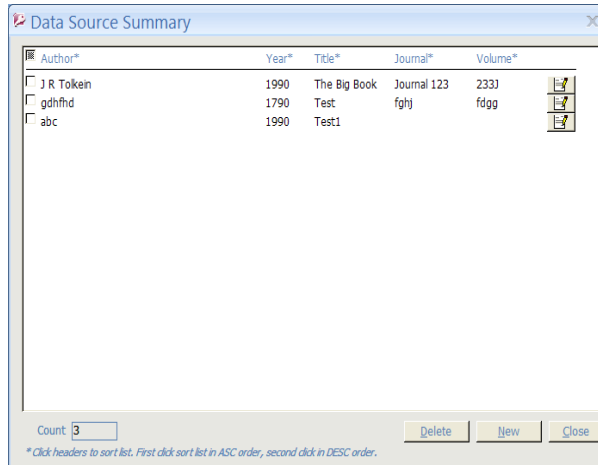 Data Source Summary
Author* Year* Title* Journal* Volume*
J R Tolkein 1990 The Big Book Journal 123 233J
gdhfhd 1790 Test fghj fdgg
abc 1990 Test1
Count 3 Delete New Close
* Click headers to sort list. First click sort list in ASC order, second click in DESC order.